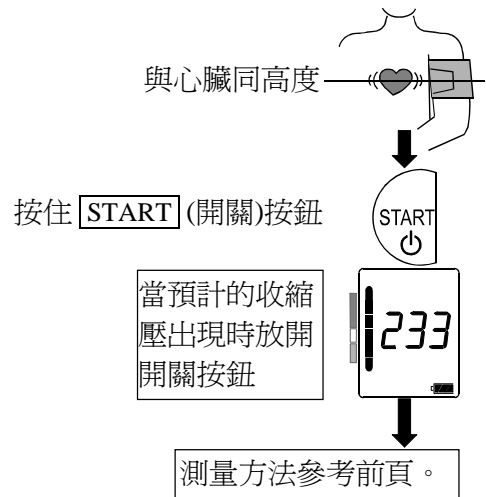 與心臟同高度
按住 START (開關)按鈕
START
當預計的收縮
壓出現時放開
開關按鈕
233
測量方法參考前頁。